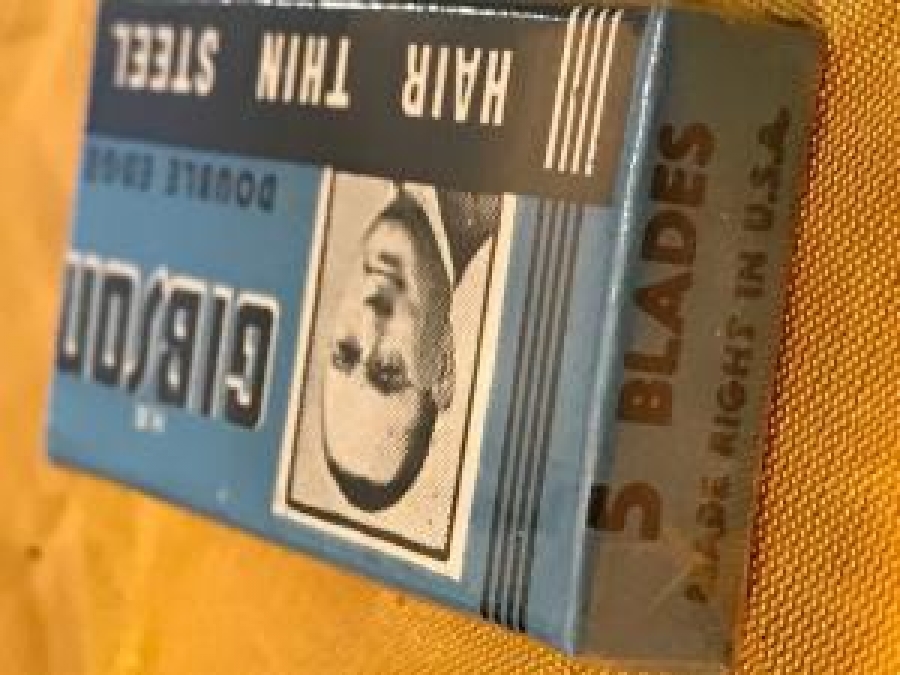 GIBSON
DOUBLE EDGE
HAIR THIN STEEL
5 BLADES
MADE RIGHT IN U.S.A.